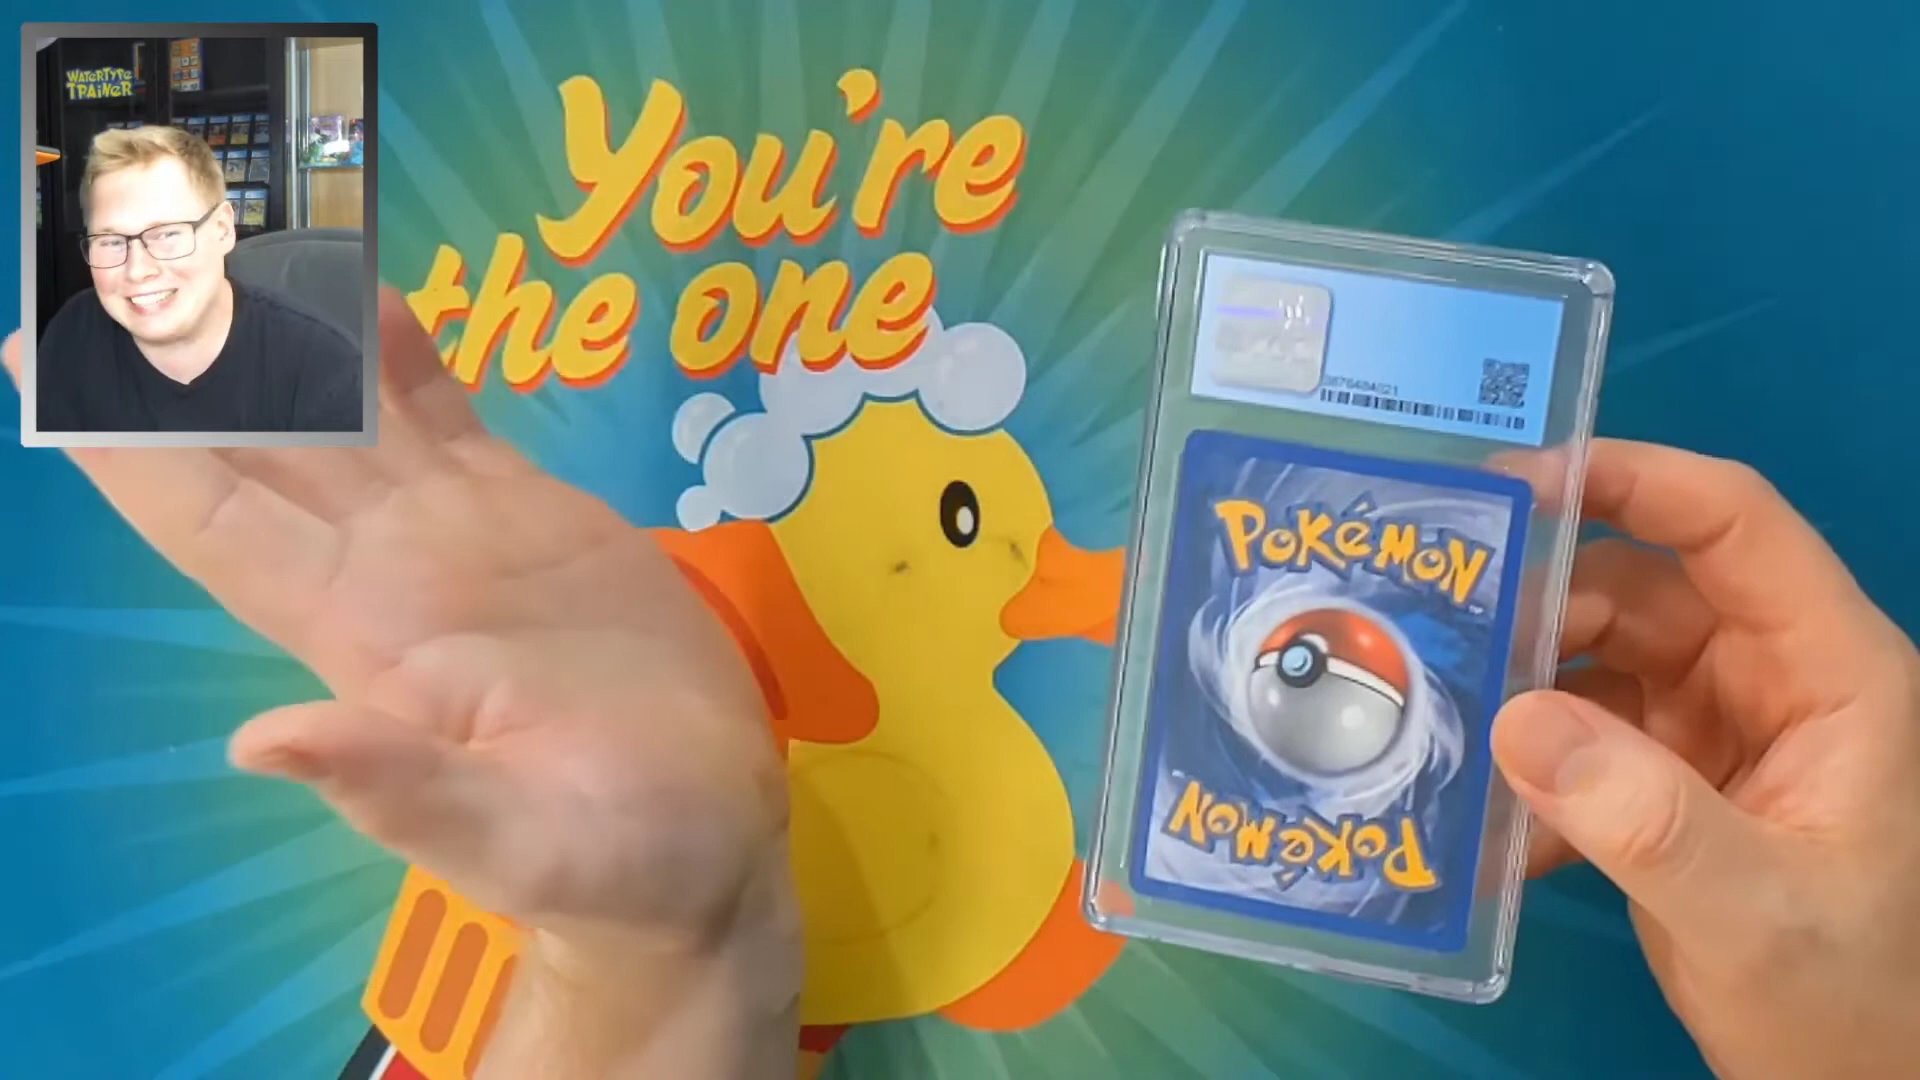 WATERTYPE
TRAINER
You're
the one
POKéMON
POKéMON